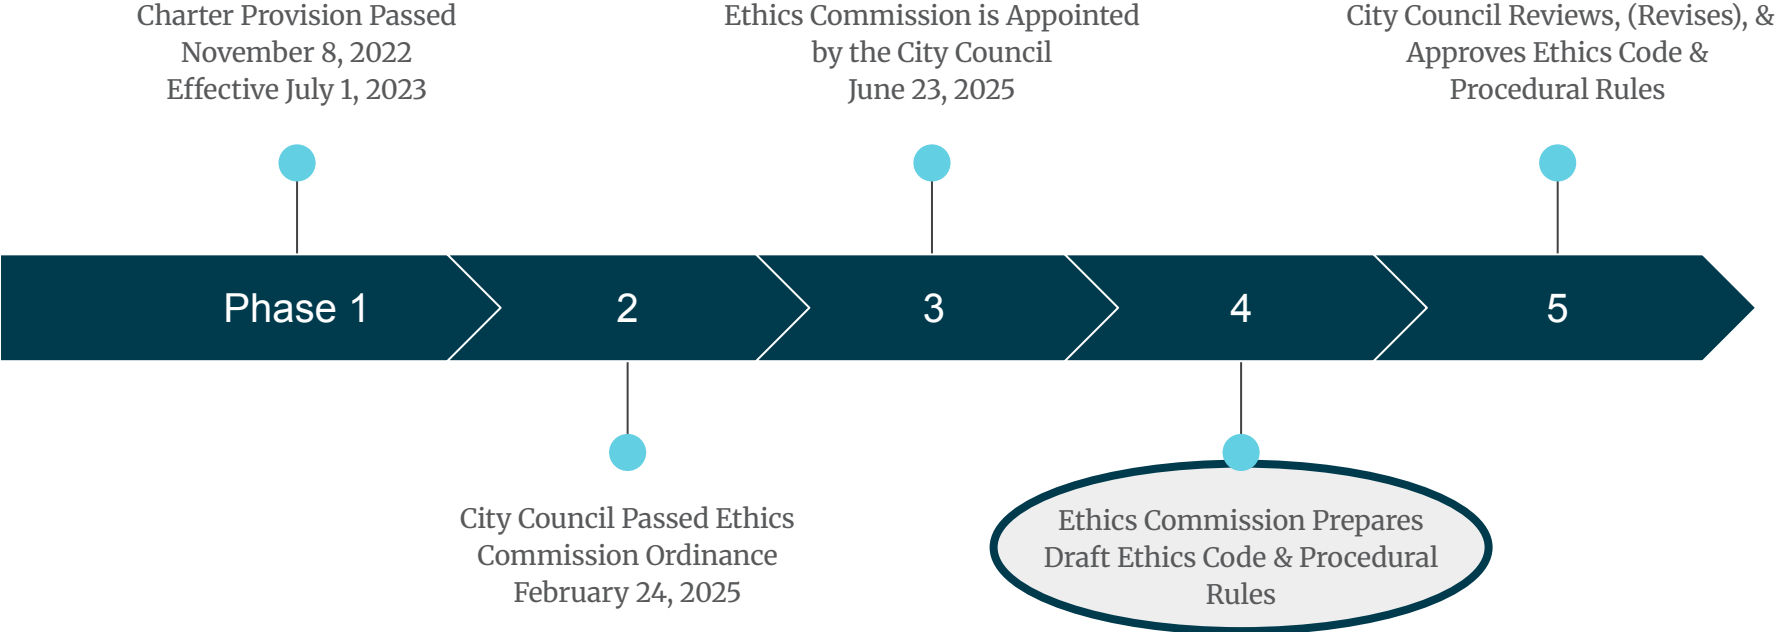 Charter Provision Passed
November 8, 2022
Effective July 1, 2023
Ethics Commission is Appointed
by the City Council
June 23, 2025
City Council Reviews, (Revises), &
Approves Ethics Code &
Procedural Rules
Phase 1
2
3
4
5
City Council Passed Ethics
Commission Ordinance
February 24, 2025
Ethics Commission Prepares
Draft Ethics Code & Procedural
Rules